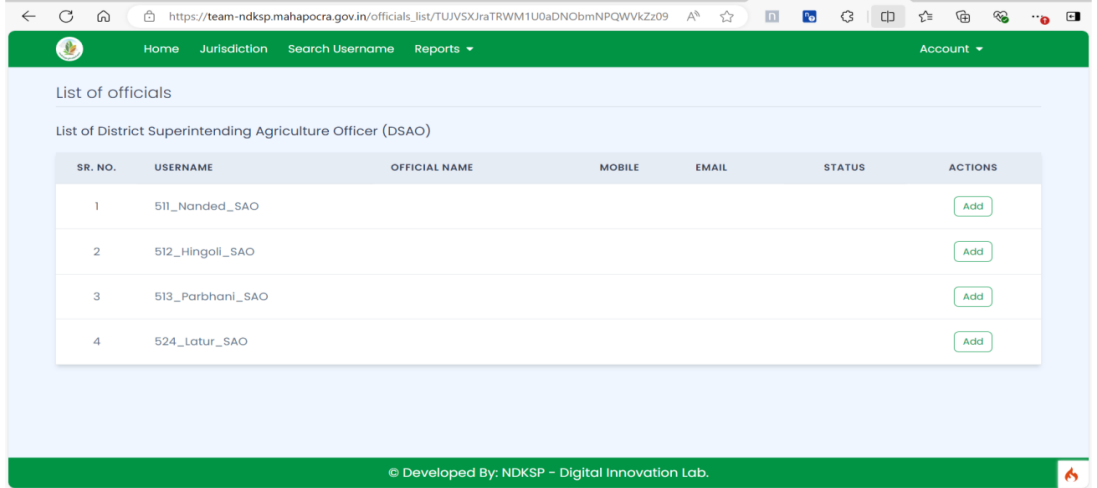 https://team-ndksp.mahapocra.gov.in/officials_list/TUJVSXJraTRWM1U0aDNObmNPQWVkZz09
Home Jurisdiction Search Username Reports Account
List of officials
List of District Superintending Agriculture Officer (DSAO)
SR. NO. USERNAME OFFICIAL NAME MOBILE EMAIL STATUS ACTIONS
1 511_Nanded_SAO Add
2 512_Hingoli_SAO Add
3 513_Parbhani_SAO Add
4 524_Latur_SAO Add
© Developed By: NDKSP - Digital Innovation Lab.